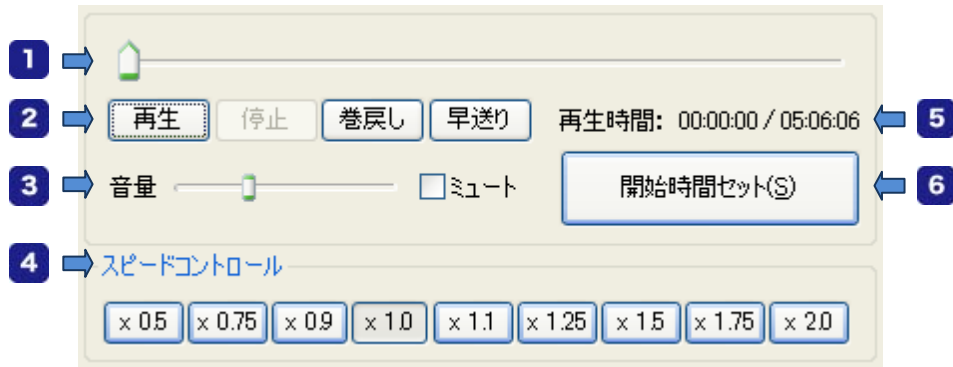 1
2 再生 停止 巻戻し 早送り 再生時間: 00:00:00 / 05:06:06 5
3 音量 ミュート 開始時間セット(S) 6
4 スピードコントロール
x 0.5 x 0.75 x 0.9 x 1.0 x 1.1 x 1.25 x 1.5 x 1.75 x 2.0